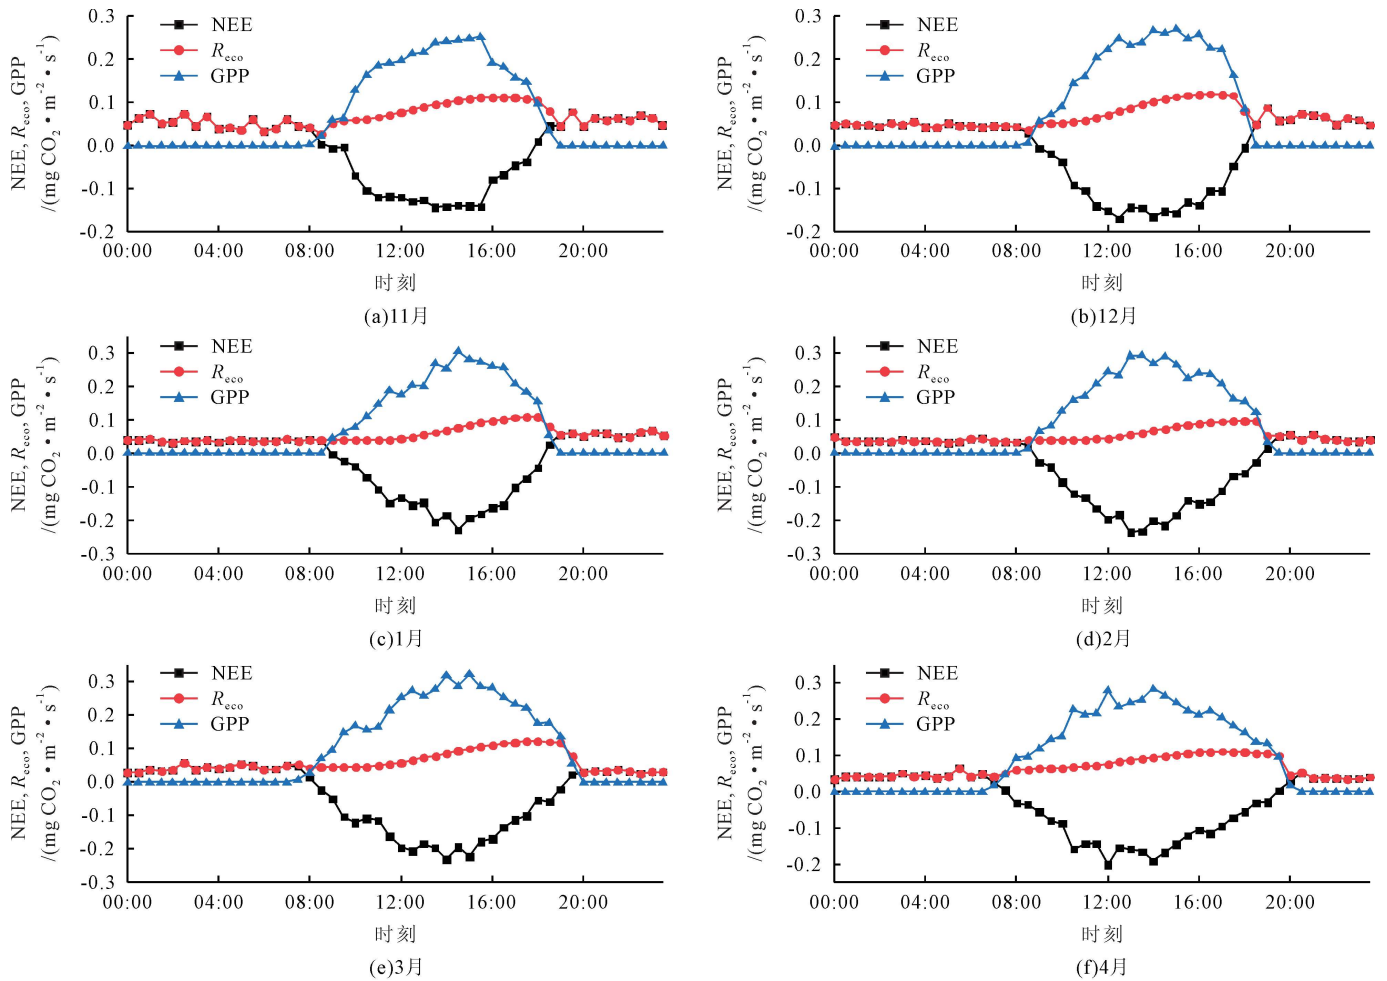 NEE, Reco, GPP
/(mg CO2 • m-2 • s-1)
0.3
0.2
0.1
0.0
-0.1
-0.2
NEE
Reco
GPP
00:00 04:00 08:00 12:00 16:00 20:00
时刻
(a)11月
NEE, Reco, GPP
/(mg CO2 • m-2 • s-1)
0.3
0.2
0.1
0.0
-0.1
-0.2
NEE
Reco
GPP
00:00 04:00 08:00 12:00 16:00 20:00
时刻
(b)12月
NEE, Reco, GPP
/(mg CO2 • m-2 • s-1)
0.3
0.2
0.1
0.0
-0.1
-0.2
-0.3
NEE
Reco
GPP
00:00 04:00 08:00 12:00 16:00 20:00
时刻
(c)1月
NEE, Reco, GPP
/(mg CO2 • m-2 • s-1)
0.3
0.2
0.1
0.0
-0.1
-0.2
-0.3
NEE
Reco
GPP
00:00 04:00 08:00 12:00 16:00 20:00
时刻
(d)2月
NEE, Reco, GPP
/(mg CO2 • m-2 • s-1)
0.3
0.2
0.1
0.0
-0.1
-0.2
-0.3
NEE
Reco
GPP
00:00 04:00 08:00 12:00 16:00 20:00
时刻
(e)3月
NEE, Reco, GPP
/(mg CO2 • m-2 • s-1)
0.3
0.2
0.1
0.0
-0.1
-0.2
NEE
Reco
GPP
00:00 04:00 08:00 12:00 16:00 20:00
时刻
(f)4月